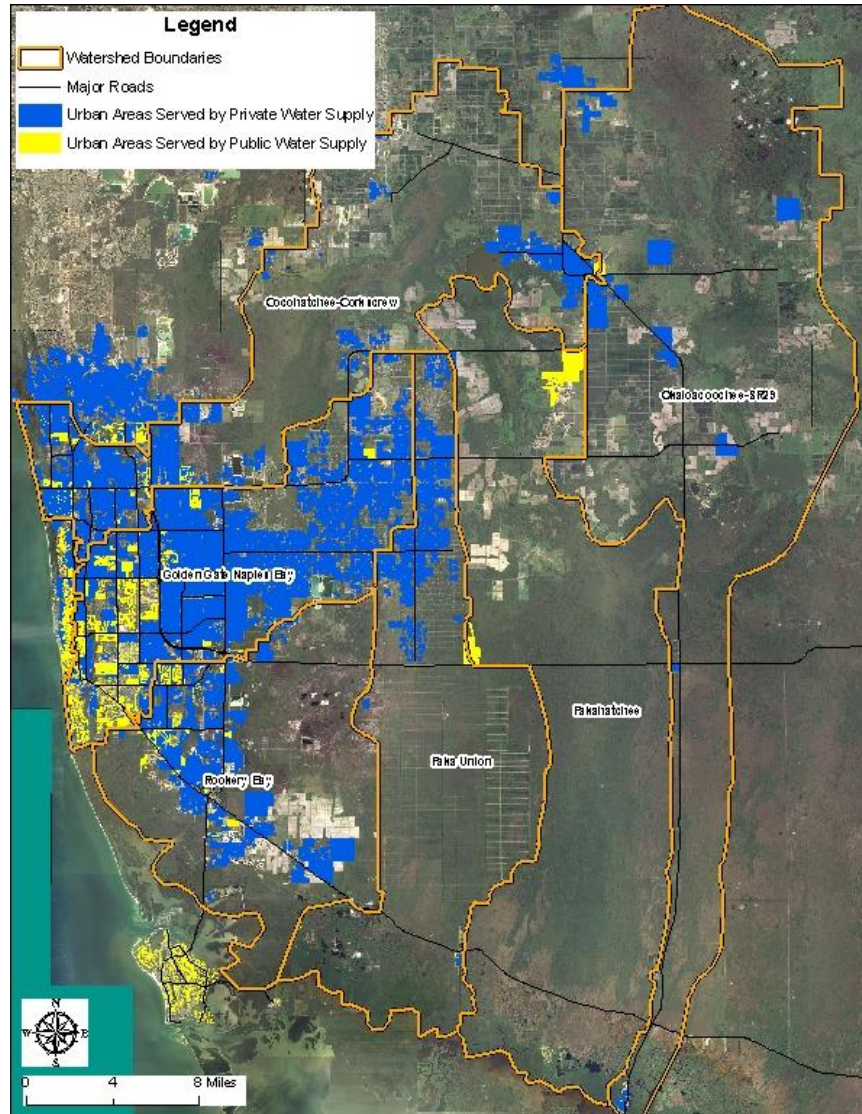 Legend
Watershed Boundaries
Major Roads
Urban Areas Served by Private Water Supply
Urban Areas Served by Public Water Supply
Cocohatchee-Corkscrew
Okaloacoochee-SR29
Golden Gate Naples Bay
Fakahatchee
Faka Union
Rookery Bay
N
W E
S
0 4 8 Miles